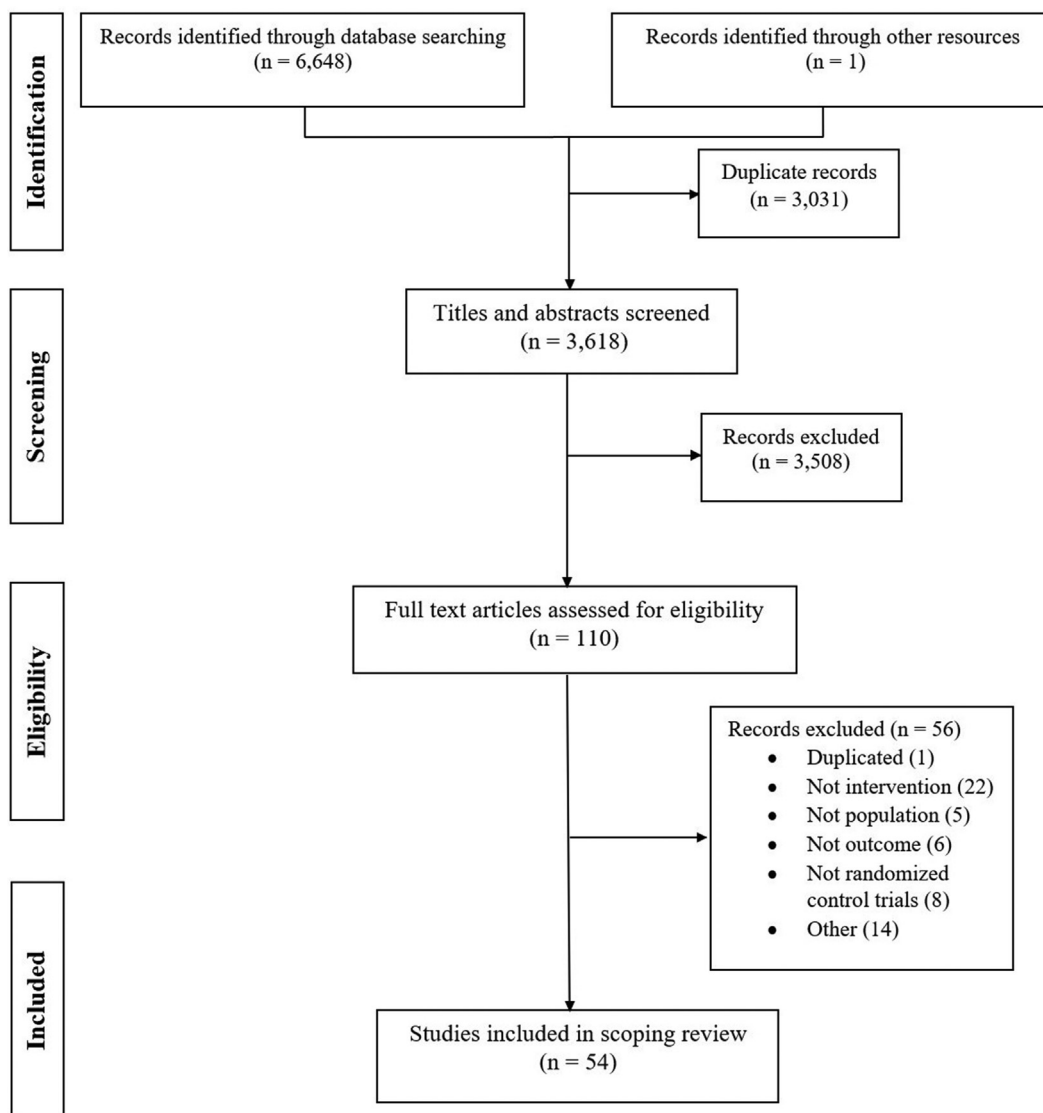 Identification
Records identified through database searching
(n = 6,648)
Records identified through other resources
(n = 1)
Duplicate records
(n = 3,031)
Screening
Titles and abstracts screened
(n = 3,618)
Records excluded
(n = 3,508)
Eligibility
Full text articles assessed for eligibility
(n = 110)
Records excluded (n = 56)
• Duplicated (1)
• Not intervention (22)
• Not population (5)
• Not outcome (6)
• Not randomized
control trials (8)
• Other (14)
Included
Studies included in scoping review
(n = 54)